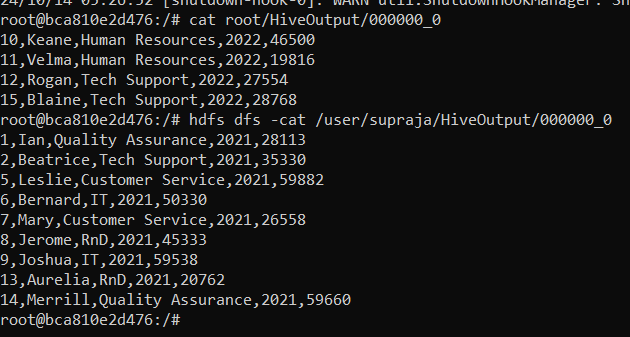 24/10/14 05:26:52 [shutdown-hook-0]: WARN util.ShutdownHookManager: Sh
root@bca810e2d476:/# cat root/HiveOutput/000000_0
10,Keane,Human Resources,2022,46500
11,Velma,Human Resources,2022,19816
12,Rogan,Tech Support,2022,27554
15,Blaine,Tech Support,2022,28768
root@bca810e2d476:/# hdfs dfs -cat /user/supraja/HiveOutput/000000_0
1,Ian,Quality Assurance,2021,28113
2,Beatrice,Tech Support,2021,35330
5,Leslie,Customer Service,2021,59882
6,Bernard,IT,2021,50330
7,Mary,Customer Service,2021,26558
8,Jerome,RnD,2021,45333
9,Joshua,IT,2021,59538
13,Aurelia,RnD,2021,20762
14,Merrill,Quality Assurance,2021,59660
root@bca810e2d476:/#